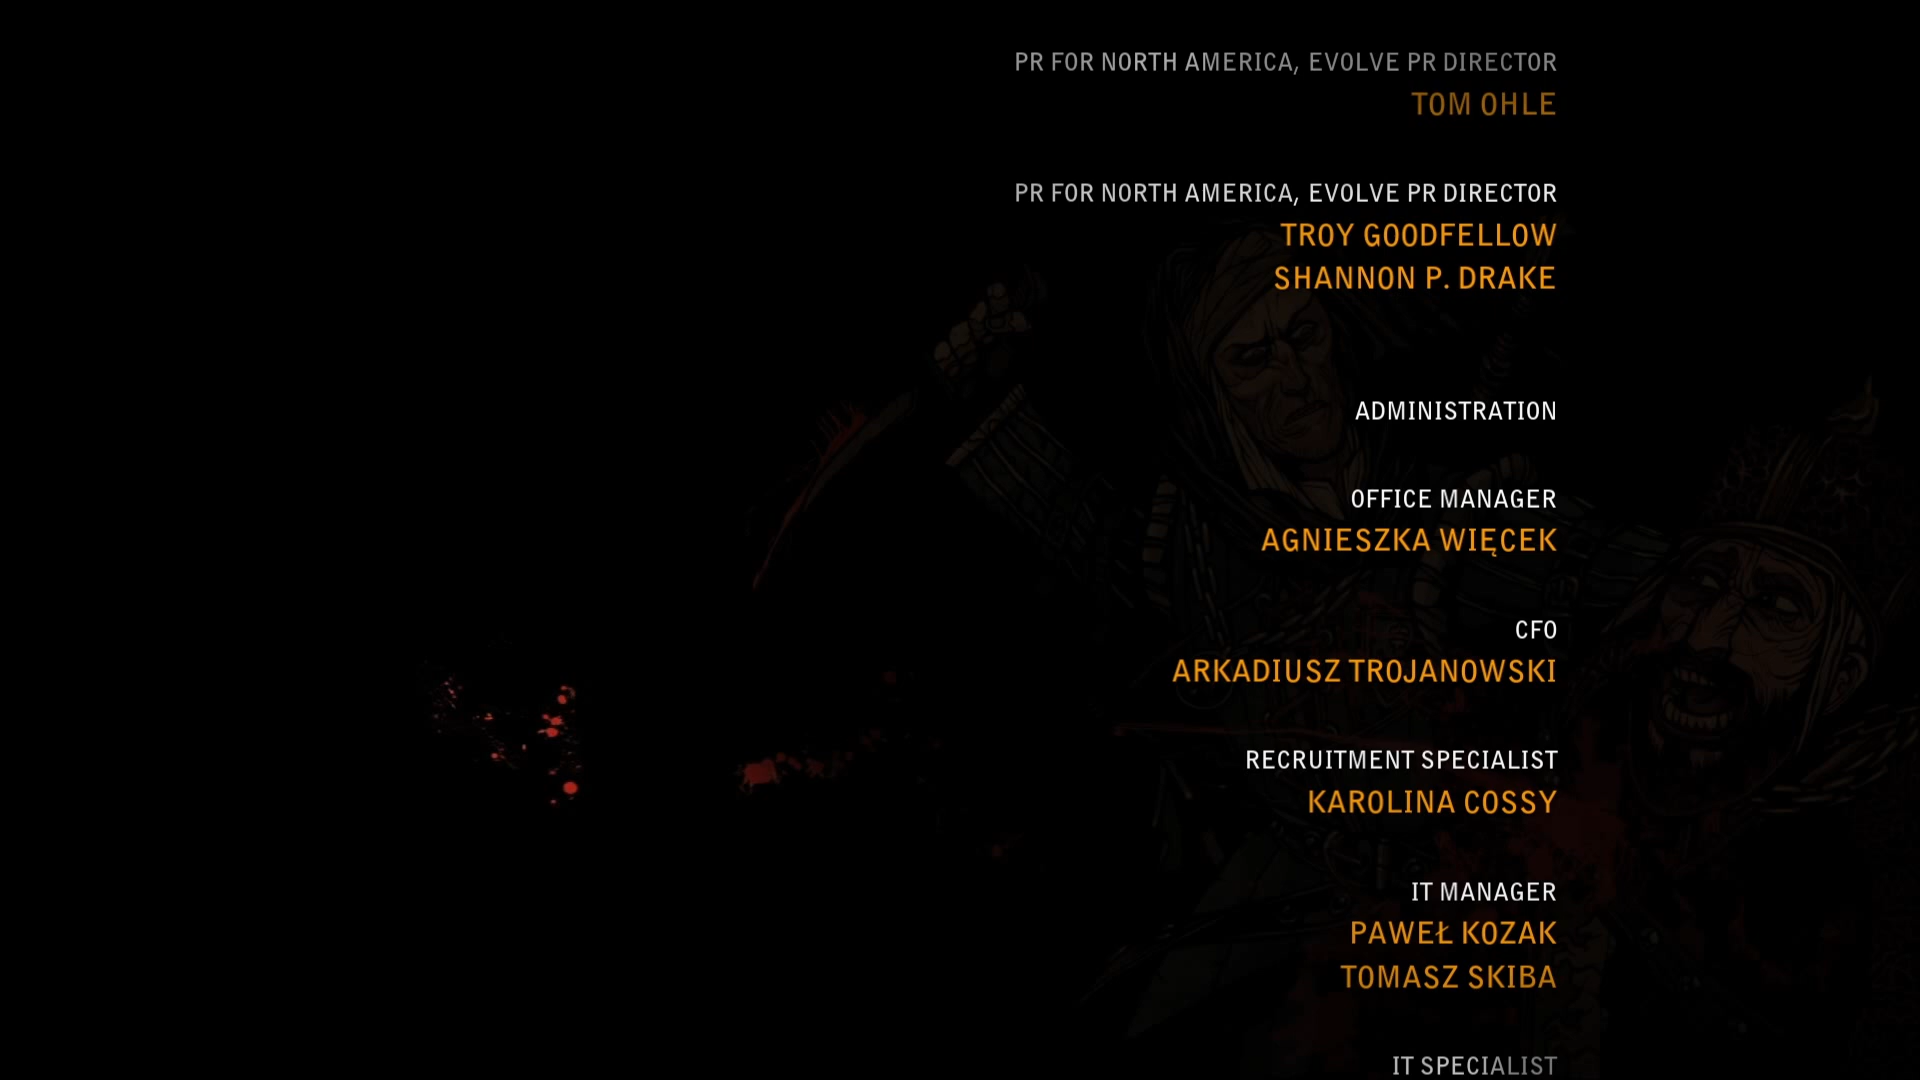 PR FOR NORTH AMERICA, EVOLVE PR DIRECTOR
TOM OHLE
PR FOR NORTH AMERICA, EVOLVE PR DIRECTOR
TROY GOODFELLOW
SHANNON P. DRAKE
ADMINISTRATION
OFFICE MANAGER
AGNIESZKA WIĘCEK
CFO
ARKADIUSZ TROJANOWSKI
RECRUITMENT SPECIALIST
KAROLINA COSSY
IT MANAGER
PAWEŁ KOZAK
TOMASZ SKIBA
IT SPECIALIST